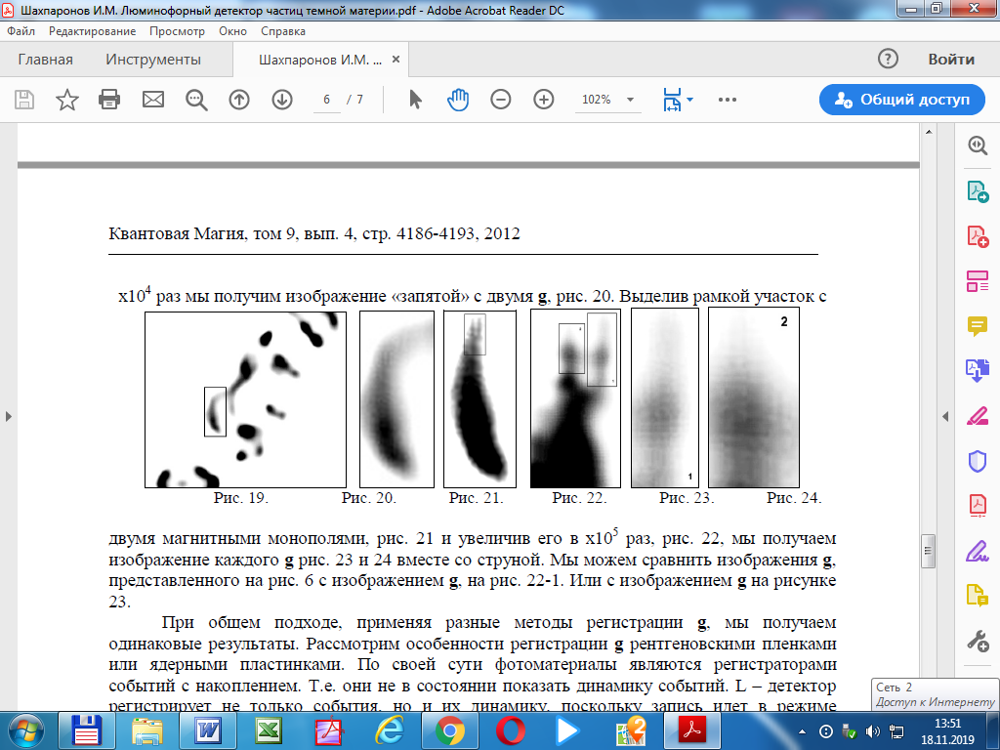 Шахпаронов И.М. Люминофорный детектор частиц темной материи.pdf - Adobe Acrobat Reader DC
Файл Редактирование Просмотр Окно Справка
Главная Инструменты Шахпаронов И.М. ... × Войти
6 / 7 102% Общий доступ
Квантовая Магия, том 9, вып. 4, стр. 4186-4193, 2012
x10⁴ раз мы получим изображение «запятой» с двумя g, рис. 20. Выделив рамкой участок с
2
1
Рис. 19. Рис. 20. Рис. 21. Рис. 22. Рис. 23. Рис. 24.
двумя магнитными монополями, рис. 21 и увеличив его в x10⁵ раз, рис. 22, мы получаем
изображение каждого g рис. 23 и 24 вместе со струной. Мы можем сравнить изображения g,
представленного на рис. 6 с изображением g, на рис. 22-1. Или с изображением g на рисунке
23.
При общем подходе, применяя разные методы регистрации g, мы получаем
одинаковые результаты. Рассмотрим особенности регистрации g рентгеновскими пленками
или ядерными пластинками. По своей сути фотоматериалы являются регистраторами
событий с накоплением. Т.е. они не в состоянии показать динамику событий. L – детектор
регистрирует не только события, но и их динамику, поскольку запись идет в режиме
Сеть 2
Доступ к Интернету
13:51
18.11.2019